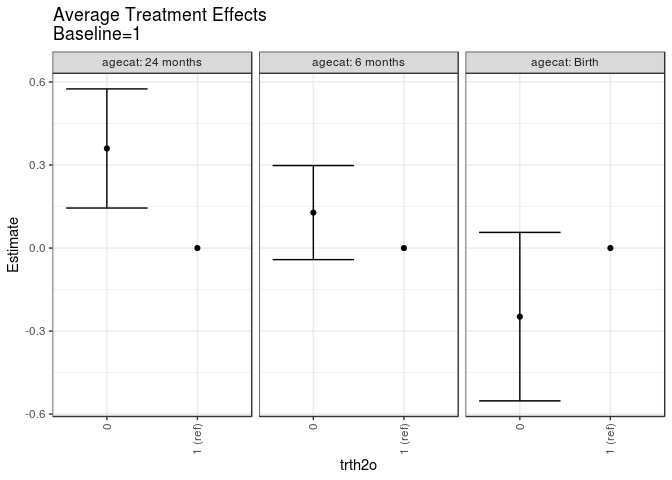 Average Treatment Effects
Baseline=1
agecat: 24 months
agecat: 6 months
agecat: Birth
Estimate
0.6
0.3
0.0
-0.3
-0.6
0
1 (ref)
0
1 (ref)
0
1 (ref)
trth2o